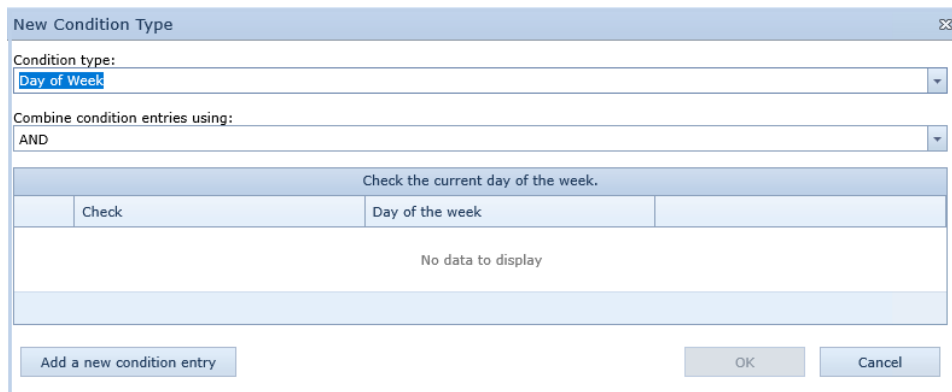 New Condition Type
Condition type:
Day of Week
Combine condition entries using:
AND
Check the current day of the week.
Check Day of the week
No data to display
Add a new condition entry OK Cancel